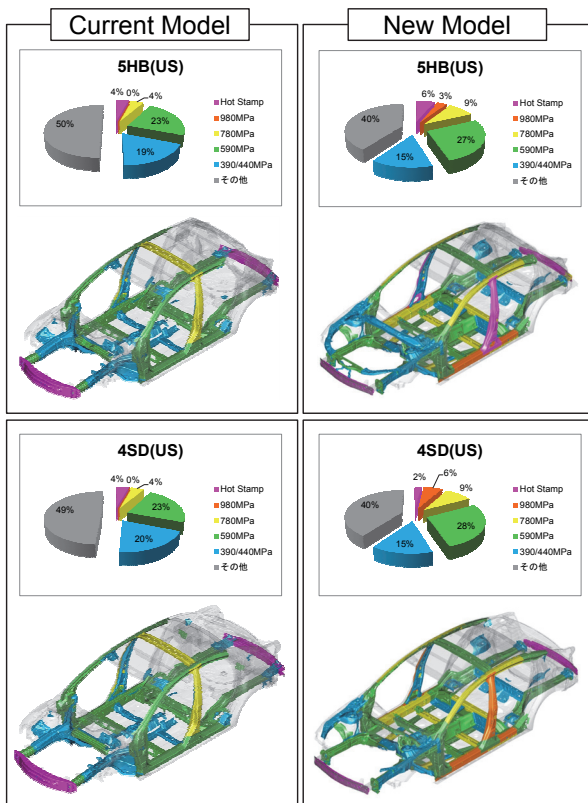 Current Model
New Model
5HB(US)
4% 0% 4%
23%
19%
50%
Hot Stamp
980MPa
780MPa
590MPa
390/440MPa
その他
5HB(US)
6% 3% 9%
27%
15%
40%
Hot Stamp
980MPa
780MPa
590MPa
390/440MPa
その他
4SD(US)
4% 0% 4%
23%
20%
49%
Hot Stamp
980MPa
780MPa
590MPa
390/440MPa
その他
4SD(US)
2% 6% 9%
28%
15%
40%
Hot Stamp
980MPa
780MPa
590MPa
390/440MPa
その他